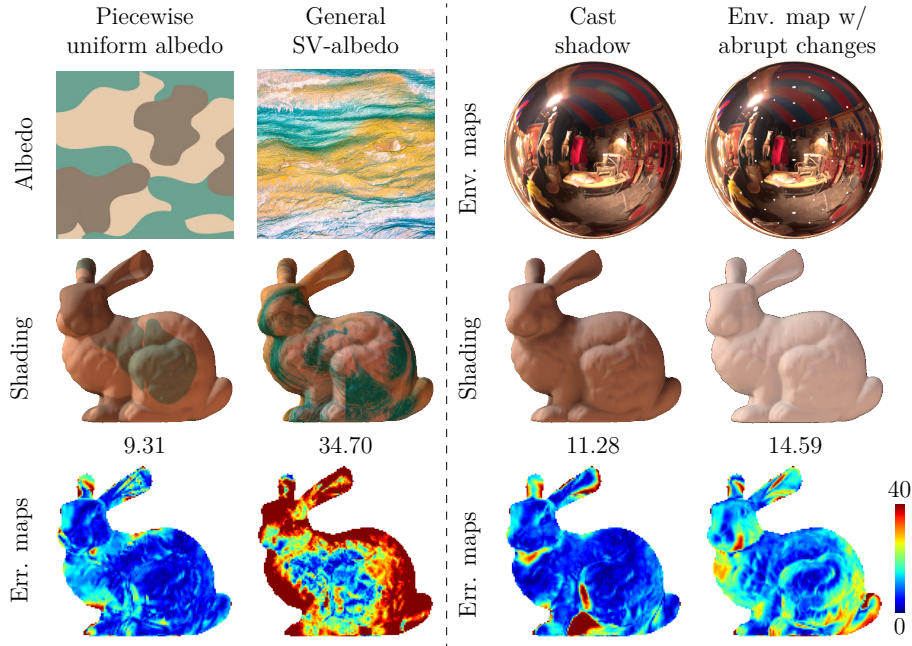 Piecewise
uniform albedo
General
SV-albedo
Cast
shadow
Env. map w/
abrupt changes
Albedo
Env. maps
Shading
Shading
9.31
34.70
11.28
14.59
Err. maps
Err. maps
40
0